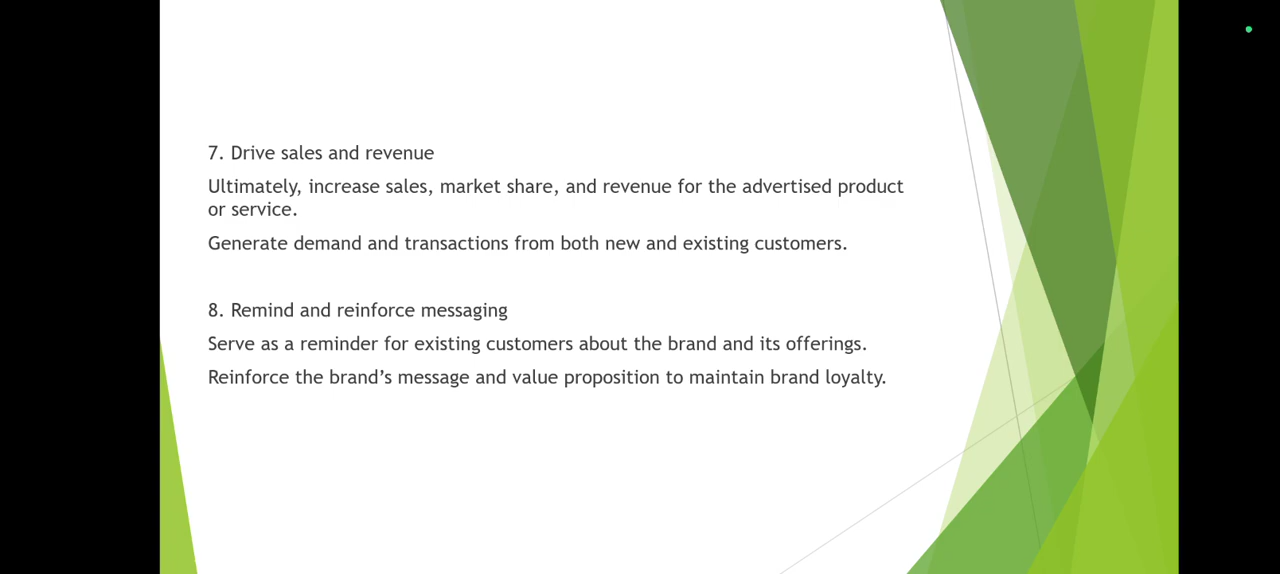 7. Drive sales and revenue
Ultimately, increase sales, market share, and revenue for the advertised product
or service.
Generate demand and transactions from both new and existing customers.
8. Remind and reinforce messaging
Serve as a reminder for existing customers about the brand and its offerings.
Reinforce the brand’s message and value proposition to maintain brand loyalty.